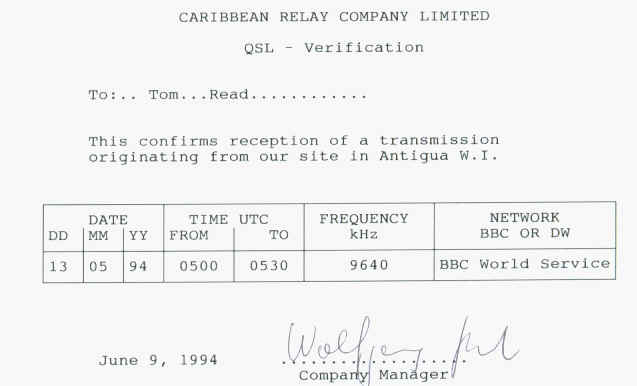 CARIBBEAN RELAY COMPANY LIMITED
QSL - Verification
To:.. Tom...Read............
This confirms reception of a transmission
originating from our site in Antigua W.I.
DATE TIME UTC FREQUENCY NETWORK
DD MM YY FROM TO kHz BBC OR DW
13 05 94 0500 0530 9640 BBC World Service
June 9, 1994 Wolfgang
Company Manager